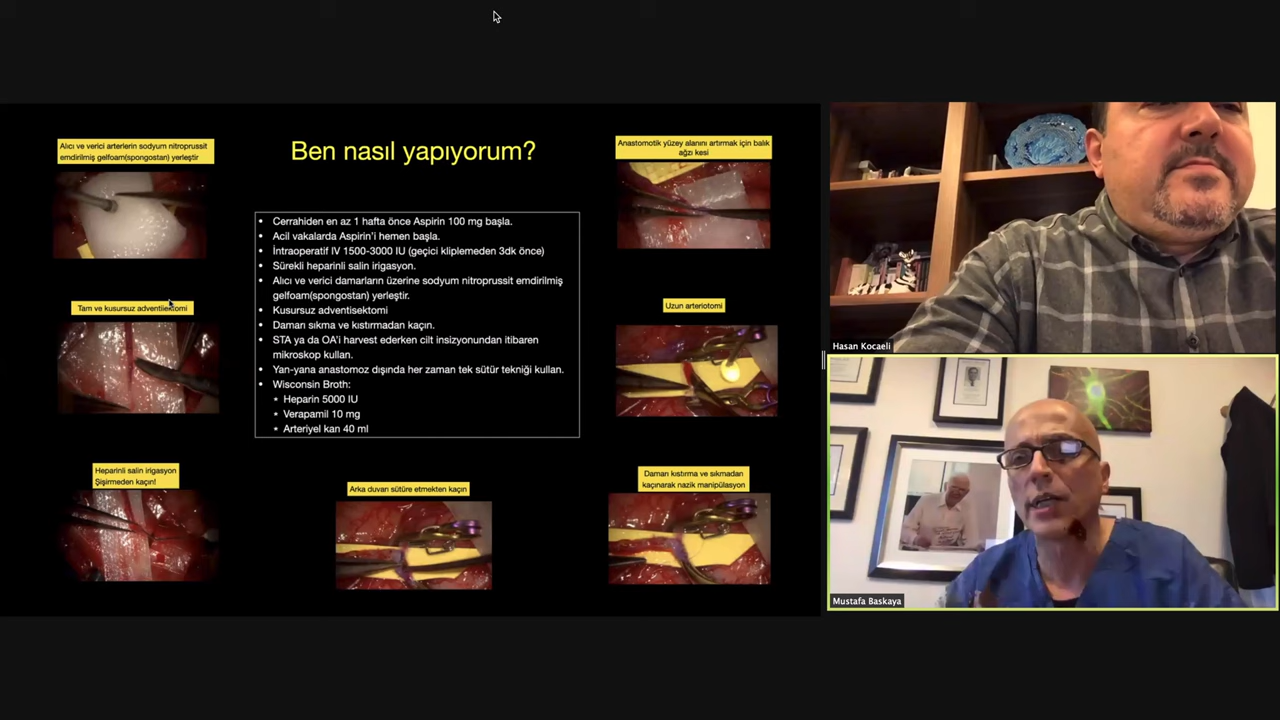 Ben nasıl yapıyorum?
Alıcı ve verici arterlerin sodyum nitroprussit
emdirilmiş gelfoam(spongostan) yerleştir
Tam ve kusursuz adventisektomi
Heparinli salin irigasyon
Şişirmeden kaçın!
• Cerrahiden en az 1 hafta önce Aspirin 100 mg başla.
• Acil vakalarda Aspirin'i hemen başla.
• İntraoperatif IV 1500-3000 IU (geçici kliplemeden 3dk önce)
• Sürekli heparinli salin irigasyon.
• Alıcı ve verici damarların üzerine sodyum nitroprussit emdirilmiş
gelfoam(spongostan) yerleştir.
• Kusursuz adventisektomi
• Damarı sıkma ve kıstırmadan kaçın.
• STA ya da OA'i harvest ederken cilt insizyonundan itibaren
mikroskop kullan.
• Yan-yana anastomoz dışında her zaman tek sütür tekniği kullan.
• Wisconsin Broth:
* Heparin 5000 IU
* Verapamil 10 mg
* Arteriyel kan 40 ml
Arka duvarı sütüre etmekten kaçın
Anastomotik yüzey alanını artırmak için balık
ağzı kesi
Uzun arteriotomi
Damarı kıstırma ve sıkmadan
kaçınarak nazik manipülasyon
Hasan Kocaeli
Mustafa Baskaya